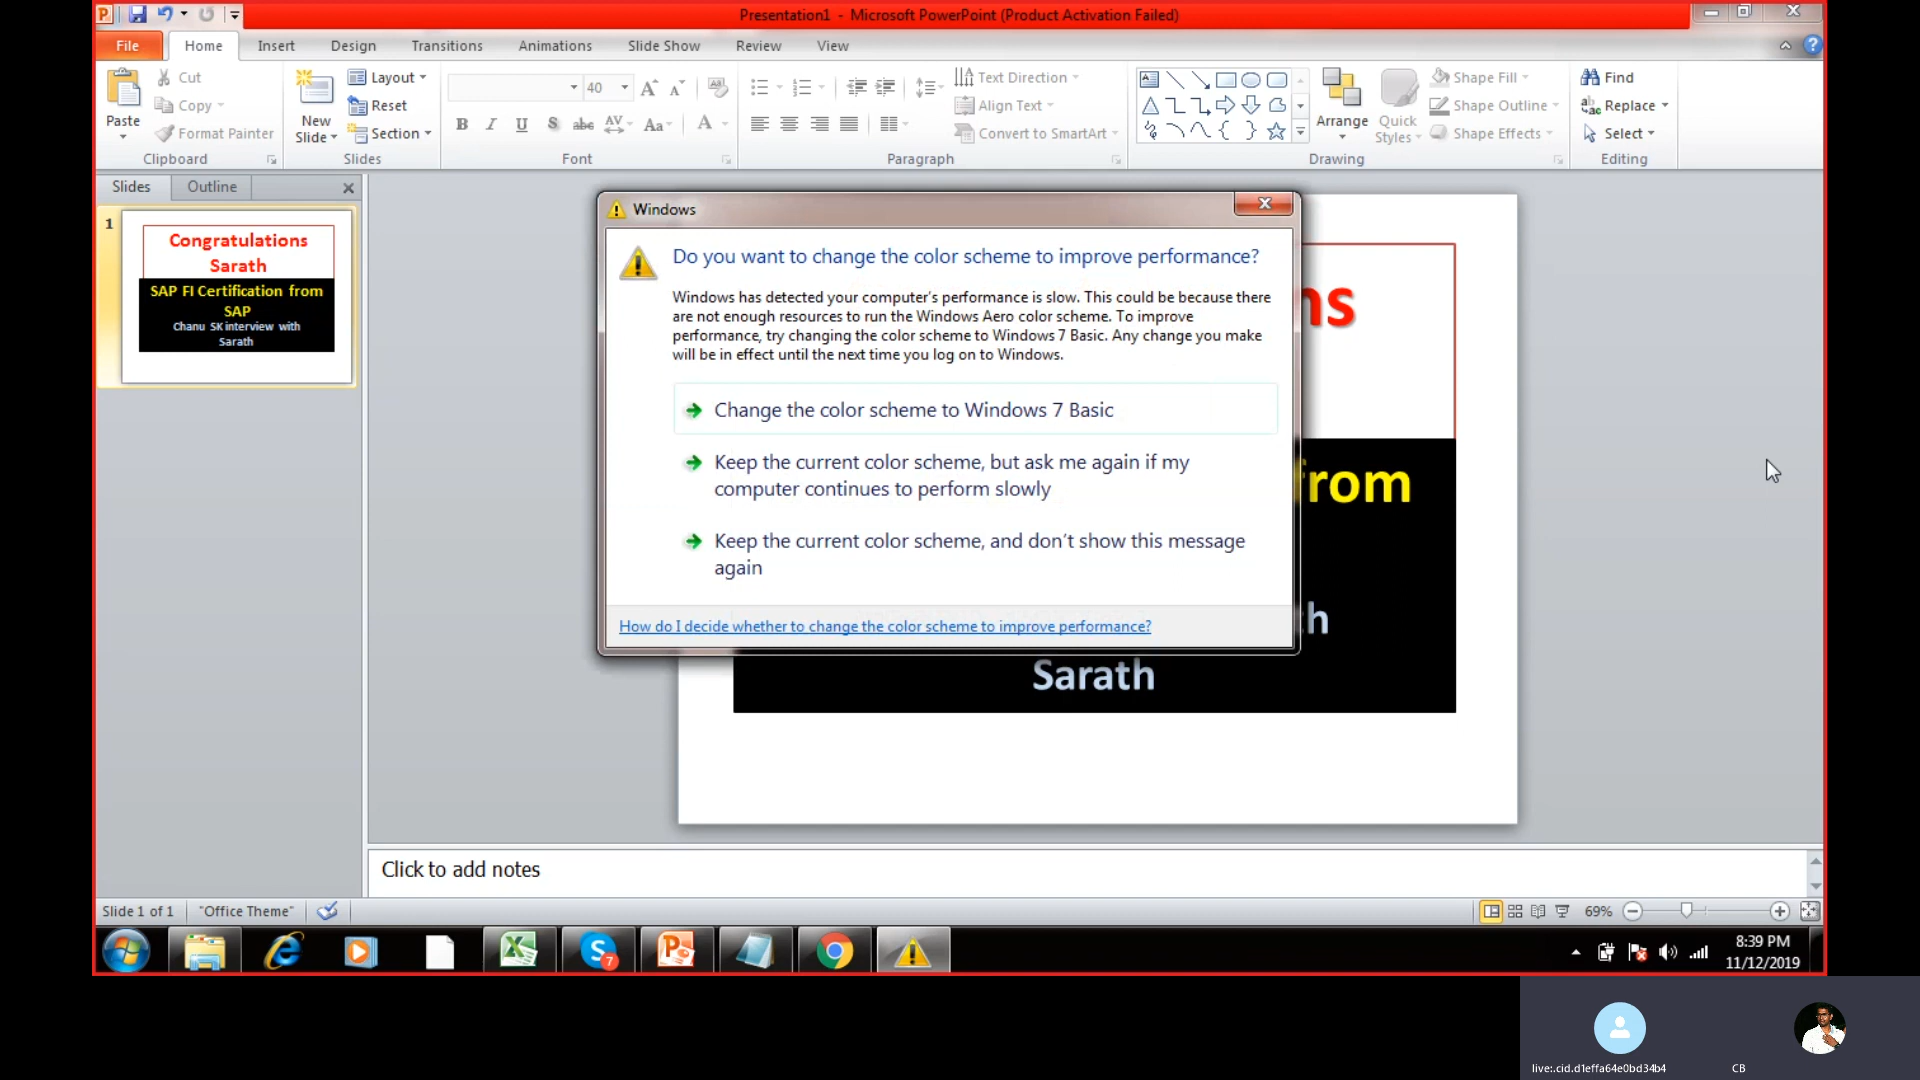 Presentation1 - Microsoft PowerPoint (Product Activation Failed)
File Home Insert Design Transitions Animations Slide Show Review View
Cut
Copy
Format Painter
Paste
Clipboard
New Slide
Layout
Reset
Section
Slides
40
B I U S abc AV Aa A
Font
Text Direction
Align Text
Convert to SmartArt
Paragraph
Arrange
Quick Styles
Shape Fill
Shape Outline
Shape Effects
Drawing
Find
Replace
Select
Editing
Slides Outline
1
Congratulations
Sarath
SAP FI Certification from
SAP
Chanu SK interview with
Sarath
Windows
Do you want to change the color scheme to improve performance?
Windows has detected your computer's performance is slow. This could be because there
are not enough resources to run the Windows Aero color scheme. To improve
performance, try changing the color scheme to Windows 7 Basic. Any change you make
will be in effect until the next time you log on to Windows.
Change the color scheme to Windows 7 Basic
Keep the current color scheme, but ask me again if my
computer continues to perform slowly
Keep the current color scheme, and don't show this message
again
How do I decide whether to change the color scheme to improve performance?
ns
from
th
Sarath
Click to add notes
Slide 1 of 1 "Office Theme"
69%
7
8:39 PM
11/12/2019
live:.cid.d1effa64e0bd34b4
CB